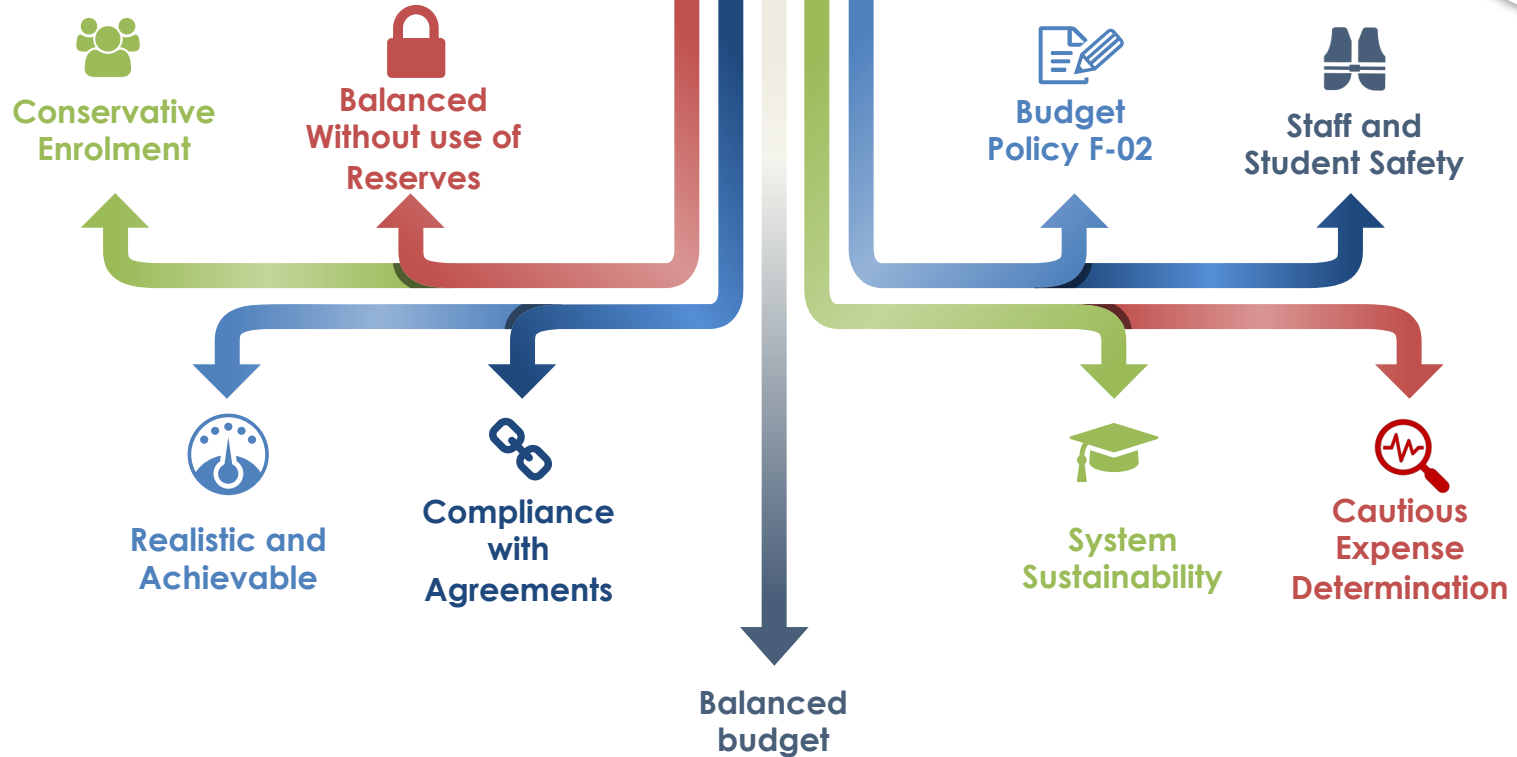 Conservative
Enrolment
Balanced
Without use of
Reserves
Budget
Policy F-02
Staff and
Student Safety
Realistic and
Achievable
Compliance
with
Agreements
System
Sustainability
Cautious
Expense
Determination
Balanced
budget